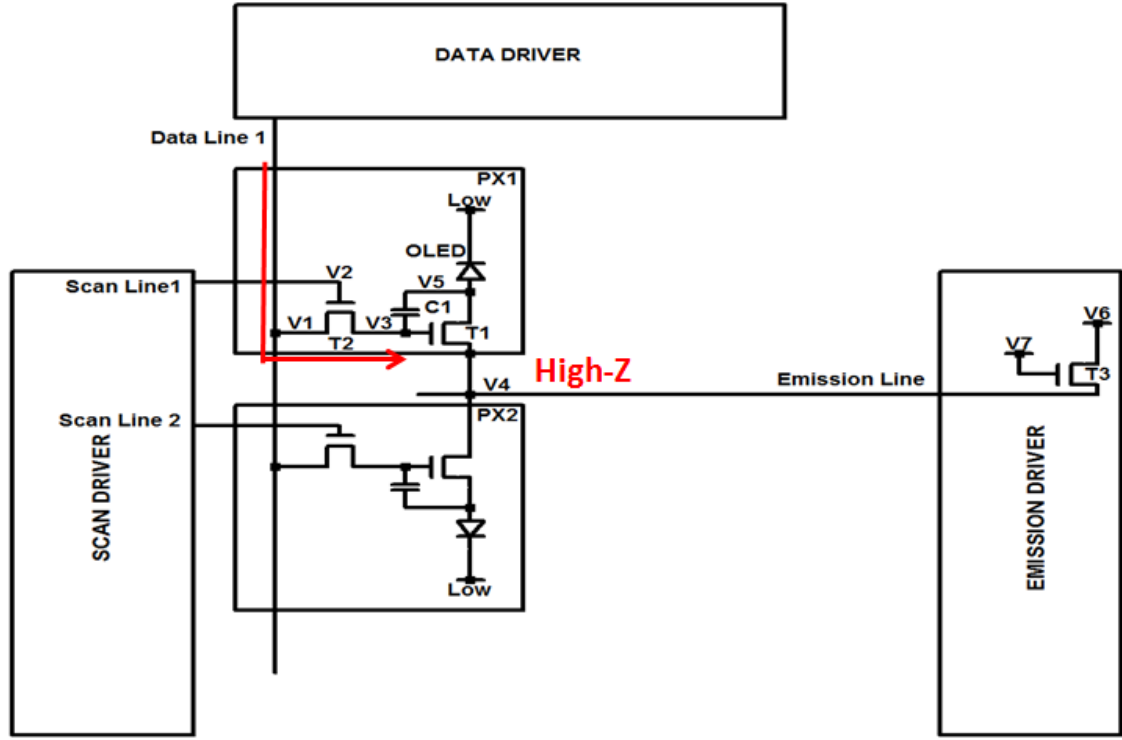 DATA DRIVER
Data Line 1
PX1
Low
OLED
Scan Line1
V2
V5
C1
V1
V3
T1
T2
V6
V7
T3
High-Z
V4
Emission Line
Scan Line 2
PX2
SCAN DRIVER
EMISSION DRIVER
Low